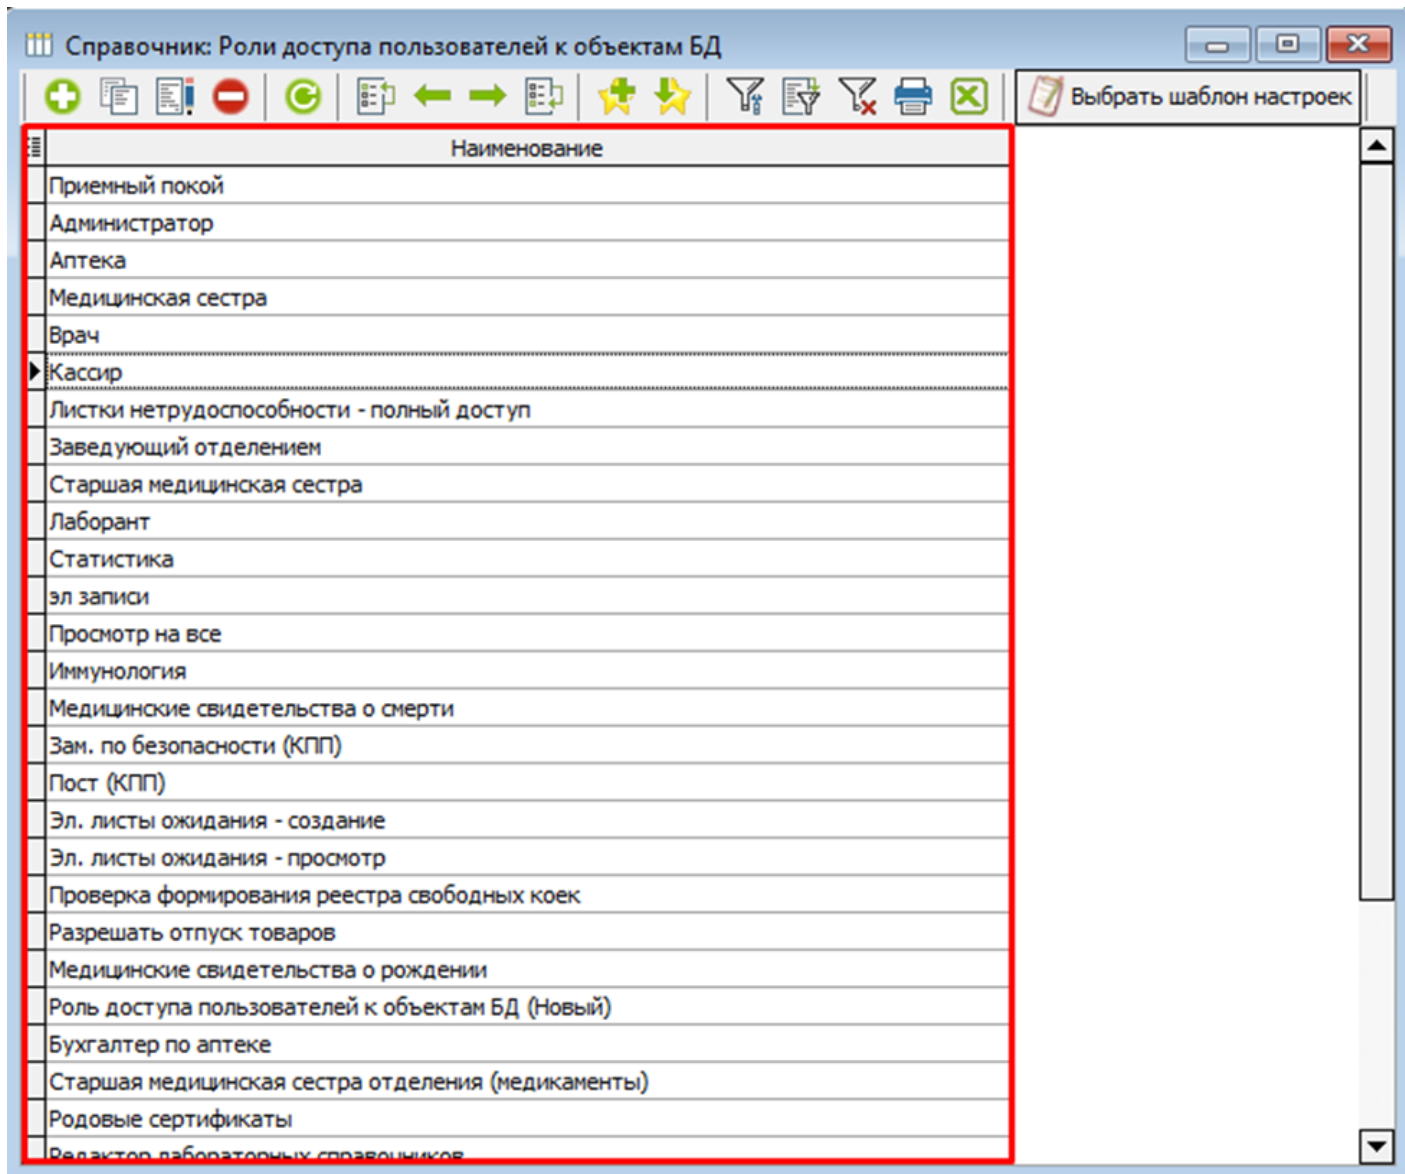 Справочник: Роли доступа пользователей к объектам БД
Выбрать шаблон настроек
Наименование
Приемный покой
Администратор
Аптека
Медицинская сестра
Врач
Кассир
Листки нетрудоспособности - полный доступ
Заведующий отделением
Старшая медицинская сестра
Лаборант
Статистика
эл записи
Просмотр на все
Иммунология
Медицинские свидетельства о смерти
Зам. по безопасности (КПП)
Пост (КПП)
Эл. листы ожидания - создание
Эл. листы ожидания - просмотр
Проверка формирования реестра свободных коек
Разрешать отпуск товаров
Медицинские свидетельства о рождении
Роль доступа пользователей к объектам БД (Новый)
Бухгалтер по аптеке
Старшая медицинская сестра отделения (медикаменты)
Родовые сертификаты
Редактор лабораторных справочников